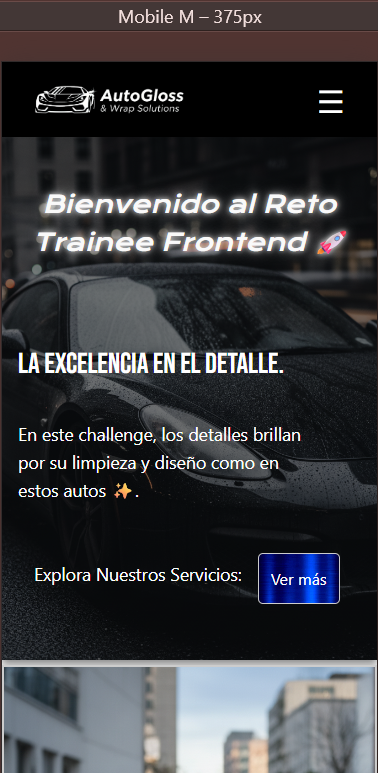 Mobile M – 375px
AutoGloss
& Wrap Solutions
Bienvenido al Reto
Trainee Frontend 🚀
LA EXCELENCIA EN EL DETALLE.
En este challenge, los detalles brillan
por su limpieza y diseño como en
estos autos ✨.
Explora Nuestros Servicios:
Ver más